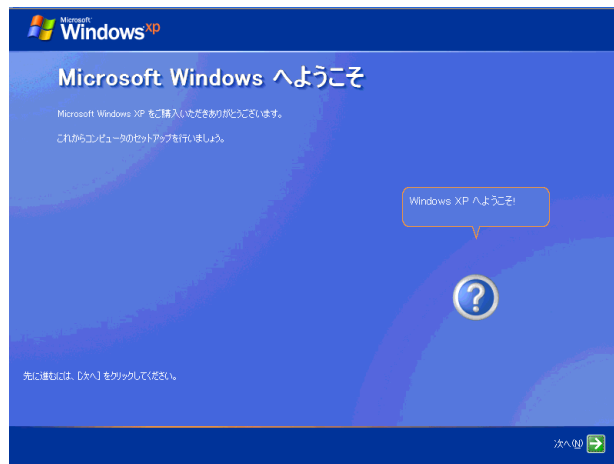 Microsoft
Windows xp
Microsoft Windows へようこそ
Microsoft Windows XP をご購入いただきありがとうございます。
これからコンピュータのセットアップを行いましょう。
Windows XP へようこそ!
先に進むには、[次へ] をクリックしてください。
次へ(N)